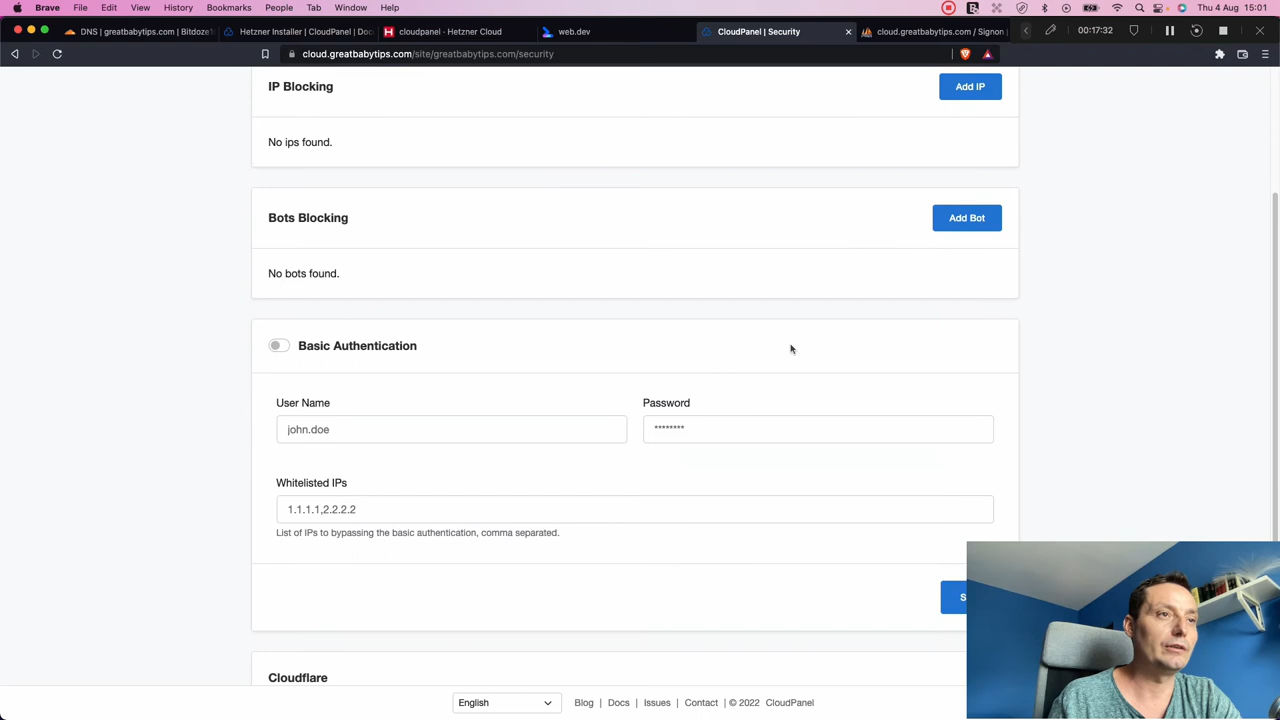 Brave File Edit View History Bookmarks People Tab Window Help Thu 4 Aug 15:01
DNS | greatbabytips.com | Bitdoze1 Hetzner Installer | CloudPanel | Doc cloudpanel - Hetzner Cloud web.dev CloudPanel | Security cloud.greatbabytips.com / Signon | 00:17:32
cloud.greatbabytips.com/site/greatbabytips.com/security
IP Blocking
Add IP
No ips found.
Bots Blocking
Add Bot
No bots found.
Basic Authentication
User Name Password
john.doe ********
Whitelisted IPs
1.1.1.1,2.2.2.2
List of IPs to bypassing the basic authentication, comma separated.
Cloudflare
English Blog | Docs | Issues | Contact | © 2022 CloudPanel